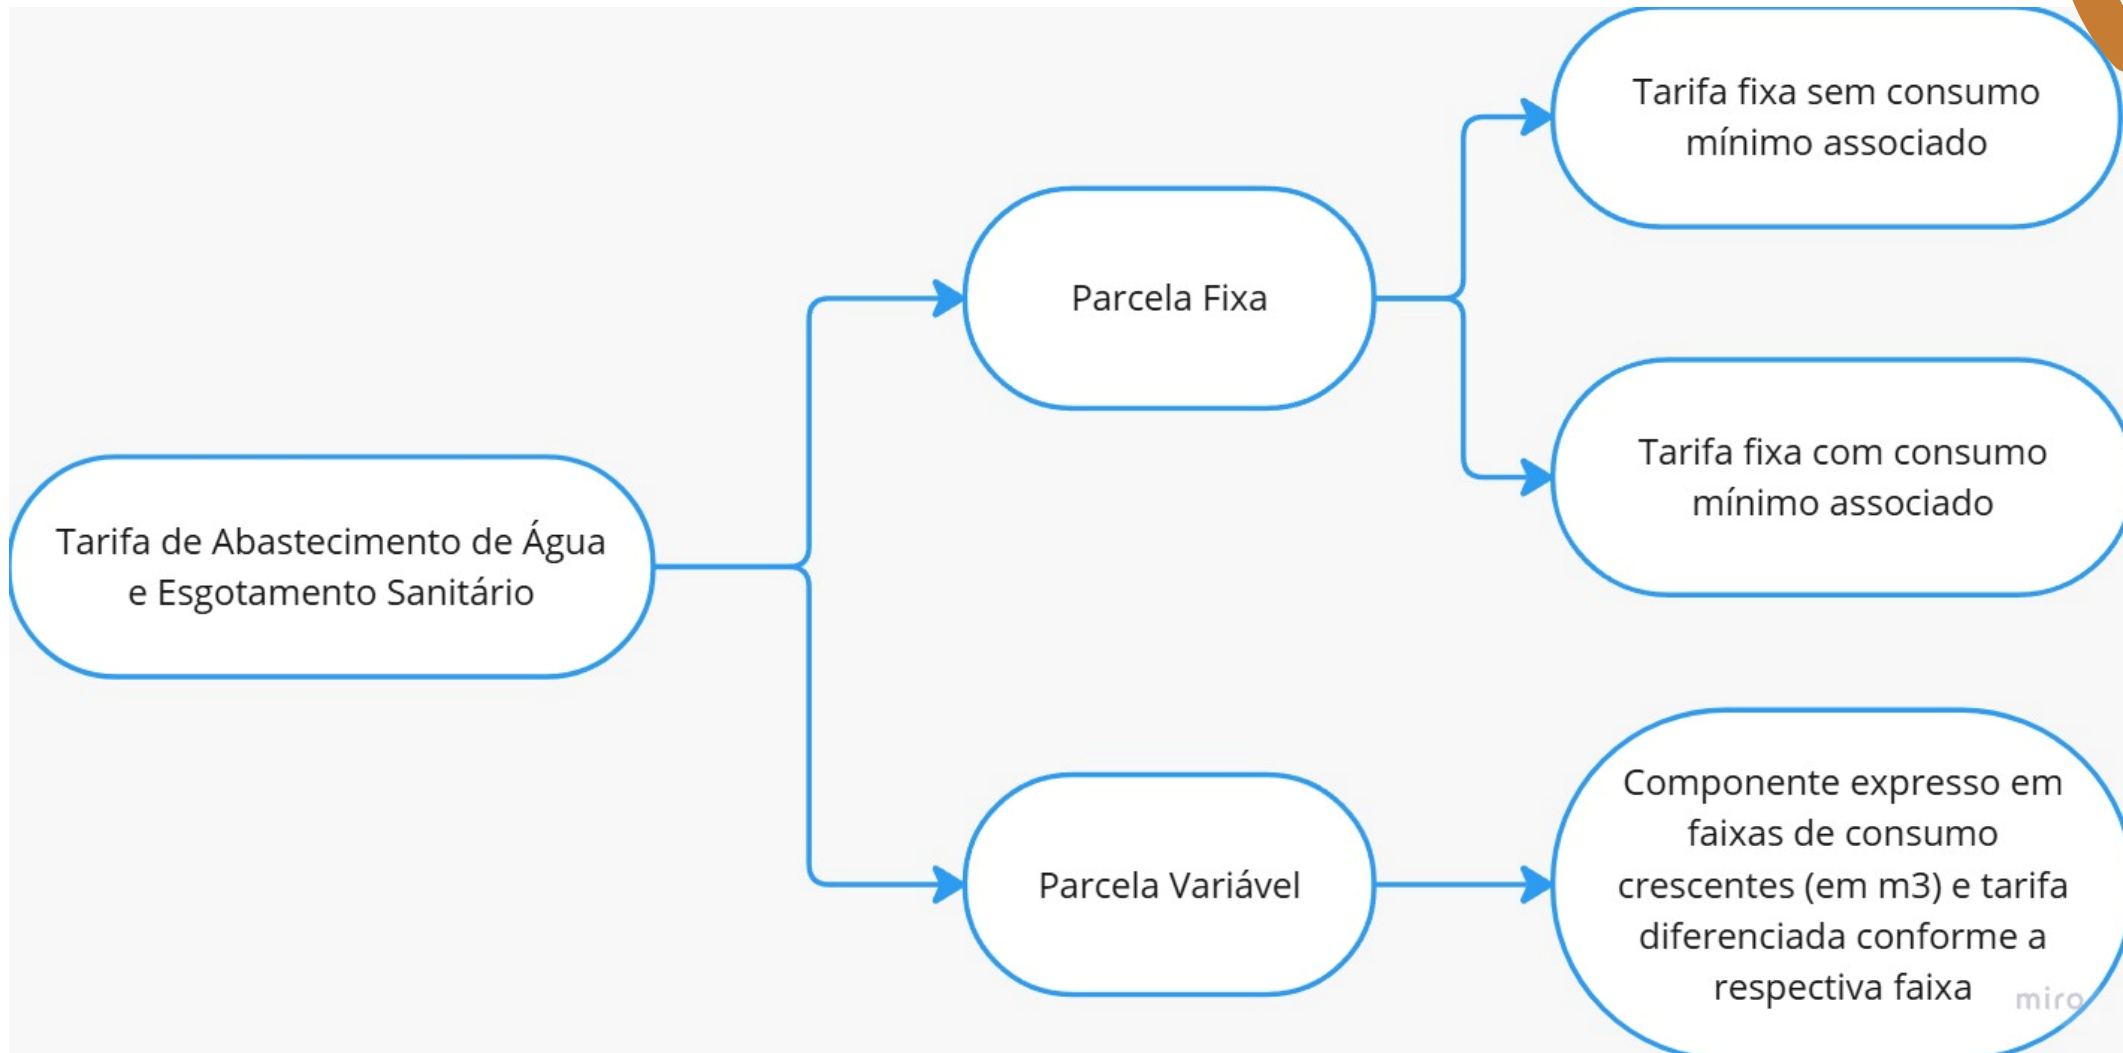 Tarifa fixa sem consumo
mínimo associado
Parcela Fixa
Tarifa fixa com consumo
mínimo associado
Tarifa de Abastecimento de Água
e Esgotamento Sanitário
Parcela Variável
Componente expresso em
faixas de consumo
crescentes (em m3) e tarifa
diferenciada conforme a
respectiva faixa
miro